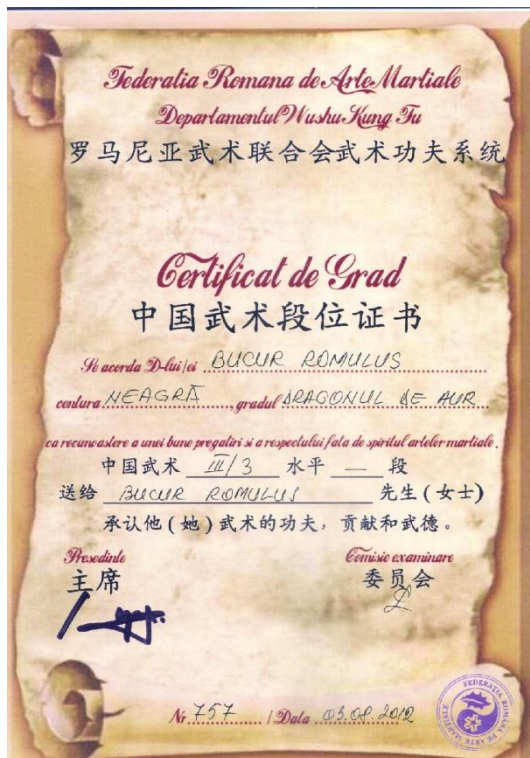 Federatia Romana de Arte Martiale
Departamentul Wushu Kung Fu
罗马尼亚武术联合会武术功夫系统
Certificat de Grad
中国武术段位证书
Se acorda D-lui/ei BUCUR ROMULUS
centura NEAGRĂ, gradul DRAGONUL DE AUR
ca recunoastere a unei bune pregatiri si a respectului fata de spiritul artelor martiale.
中国武术 III/3 水平 — 段
送给 BUCUR ROMULUS 先生(女士)
承认他(她)武术的功夫,贡献和武德。
Presedinte Comisie examinare
主席 委员会
Nr. 757 / Data 03.08.2012
FEDERAȚIA ROMÂNĂ DE ARTE MARȚIALE